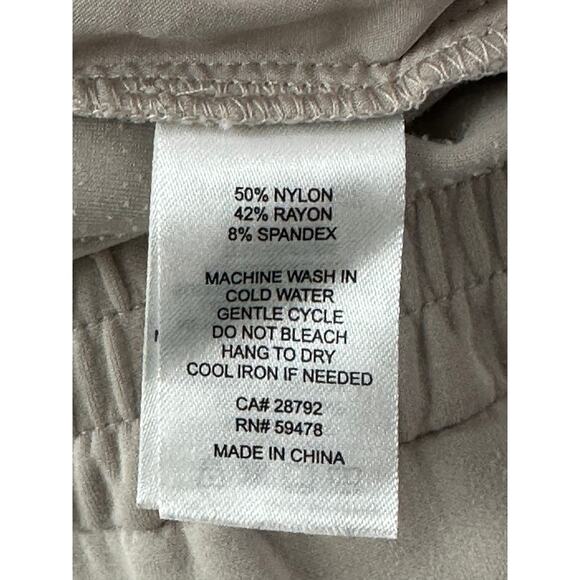 50% NYLON
42% RAYON
8% SPANDEX
MACHINE WASH IN
COLD WATER
GENTLE CYCLE
DO NOT BLEACH
HANG TO DRY
COOL IRON IF NEEDED
CA# 28792
RN# 59478
MADE IN CHINA